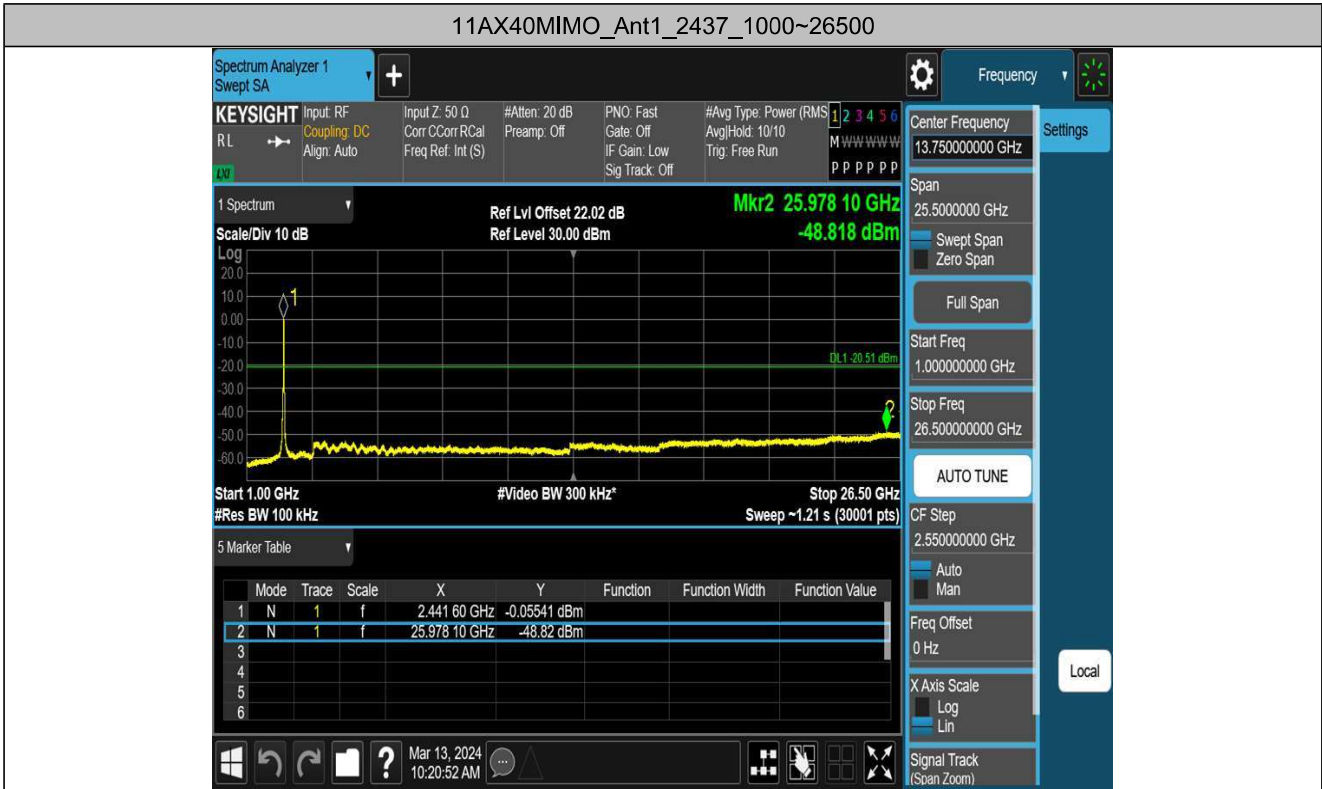 11AX40MIMO_Ant1_2437_1000~26500
Spectrum Analyzer 1
Swept SA
+
Frequency
KEYSIGHT
RL
LXI
Input: RF
Coupling: DC
Align: Auto
Input Z: 50 Ω
Corr CCorr RCal
Freq Ref: Int (S)
#Atten: 20 dB
Preamp: Off
PNO: Fast
Gate: Off
IF Gain: Low
Sig Track: Off
#Avg Type: Power (RMS
Avg|Hold: 10/10
Trig: Free Run
1 2 3 4 5 6
M W W W W W
P P P P P P
1 Spectrum
Scale/Div 10 dB
Ref Lvl Offset 22.02 dB
Ref Level 30.00 dBm
Mkr2 25.978 10 GHz
-48.818 dBm
Log
20.0
10.0
0.00
-10.0
-20.0
-30.0
-40.0
-50.0
-60.0
1
DL1 -20.51 dBm
2
Start 1.00 GHz
#Video BW 300 kHz*
Stop 26.50 GHz
#Res BW 100 kHz
Sweep ~1.21 s (30001 pts)
5 Marker Table
Mode Trace Scale X Y Function Function Width Function Value
1 N 1 f 2.441 60 GHz -0.05541 dBm
2 N 1 f 25.978 10 GHz -48.82 dBm
3
4
5
6
Mar 13, 2024
10:20:52 AM
?
Center Frequency
13.750000000 GHz
Settings
Span
25.5000000 GHz
Swept Span
Zero Span
Full Span
Start Freq
1.000000000 GHz
Stop Freq
26.500000000 GHz
AUTO TUNE
CF Step
2.550000000 GHz
Auto
Man
Freq Offset
0 Hz
Local
X Axis Scale
Log
Lin
Signal Track
(Span Zoom)